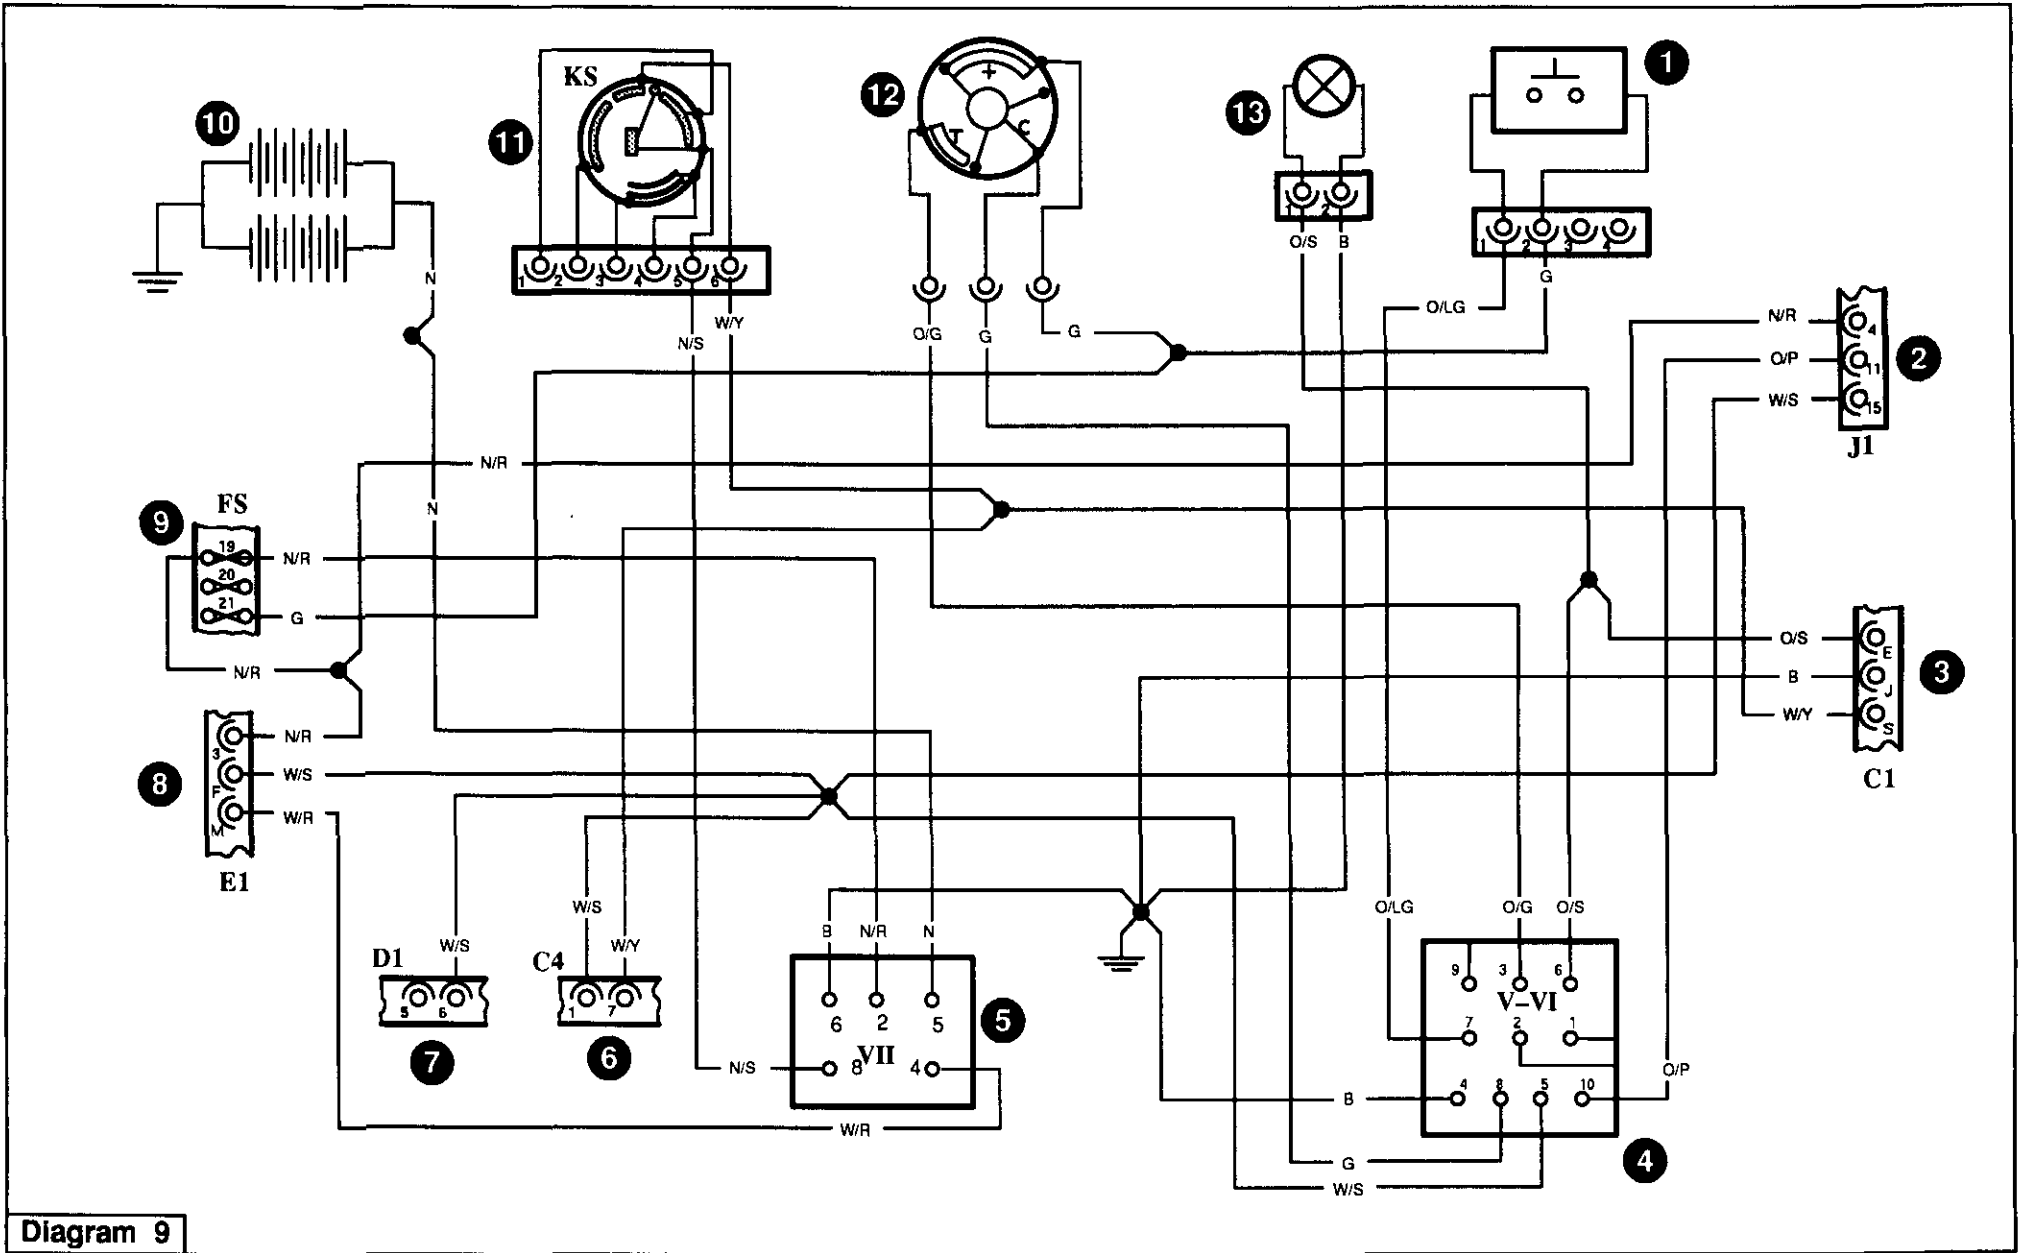 KS
10
11
12
+
T
C
13
1
1 2 3 4 5 6
1 2
1 2 3 4
O/S B
G
N
N/S
W/Y
O/G
G
G
O/LG
N/R 4
O/P 11
W/S 15
2
J1
N/R
N
FS
9
19 N/R
20
21 G
N/R
O/S E
B J
W/Y S
3
C1
3 N/R
F W/S
M W/R
8
E1
W/S
W/S
W/Y
B N/R N
O/LG O/G O/S
D1
5 6
7
C4
1 7
6
6 2 5
VII
8 4
5
N/S
W/R
9 3 6
V–VI
7 2 1
4 8 5 10
O/P
B
G
W/S
4
Diagram 9